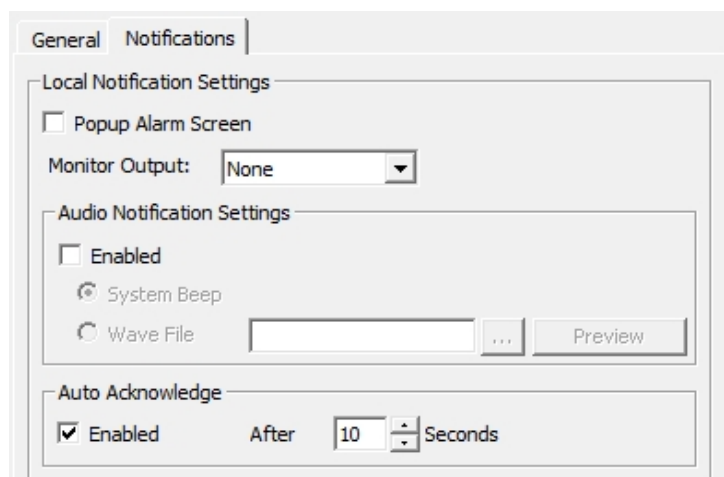 General Notifications
Local Notification Settings
Popup Alarm Screen
Monitor Output: None
Audio Notification Settings
Enabled
System Beep
Wave File ... Preview
Auto Acknowledge
Enabled After 10 Seconds